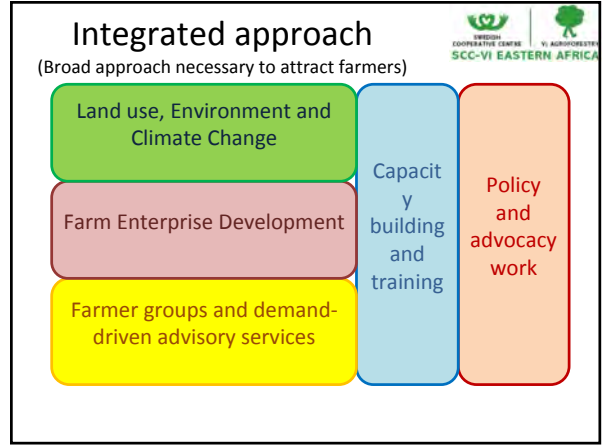 Integrated approach
(Broad approach necessary to attract farmers)
SWEDISH
COOPERATIVE CENTRE
VI AGROFORESTRY
SCC-VI EASTERN AFRICA
Land use, Environment and
Climate Change
Farm Enterprise Development
Farmer groups and demand-
driven advisory services
Capacit
y
building
and
training
Policy
and
advocacy
work